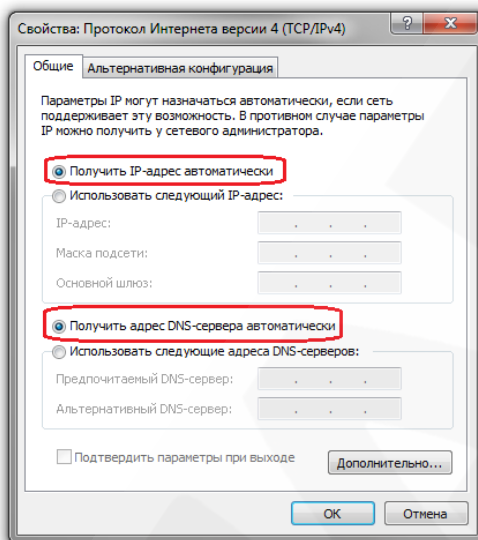 Свойства: Протокол Интернета версии 4 (TCP/IPv4)
Общие
Альтернативная конфигурация
Параметры IP могут назначаться автоматически, если сеть
поддерживает эту возможность. В противном случае параметры
IP можно получить у сетевого администратора.
Получить IP-адрес автоматически
Использовать следующий IP-адрес:
IP-адрес:
Маска подсети:
Основной шлюз:
Получить адрес DNS-сервера автоматически
Использовать следующие адреса DNS-серверов:
Предпочитаемый DNS-сервер:
Альтернативный DNS-сервер:
Подтвердить параметры при выходе
Дополнительно...
ОК
Отмена